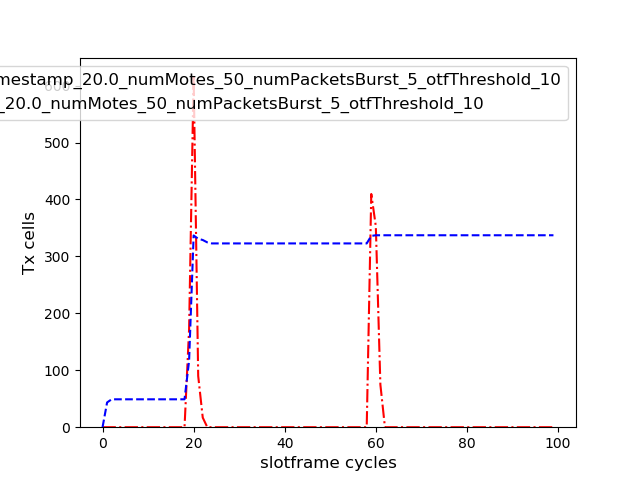 mestamp_20.0_numMotes_50_numPacketsBurst_5_otfThreshold_10
_20.0_numMotes_50_numPacketsBurst_5_otfThreshold_10
600
500
400
300
200
100
0
Tx cells
0 20 40 60 80 100
slotframe cycles